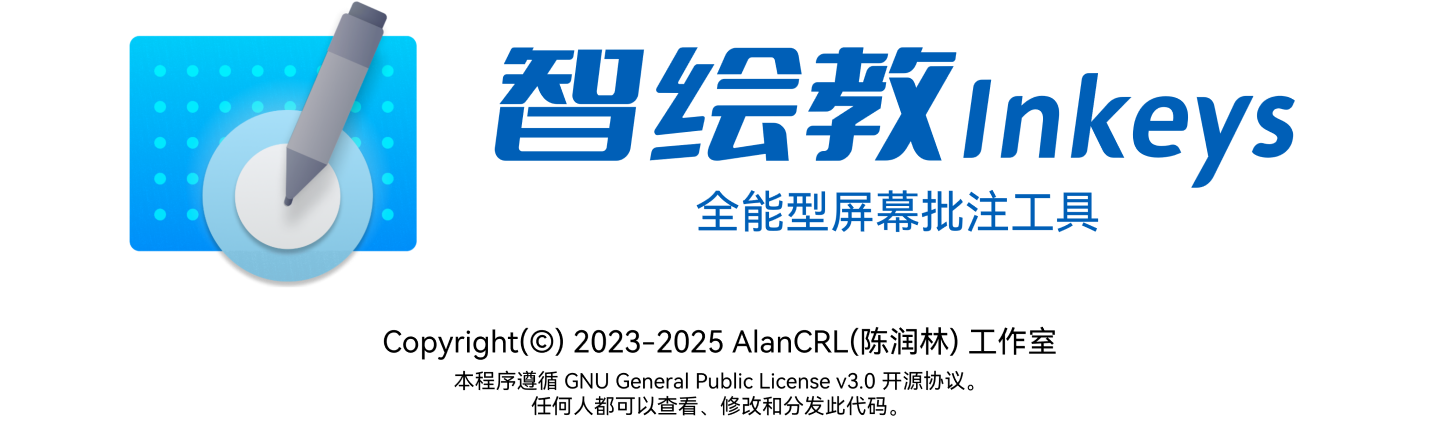 智绘教Inkeys
全能型屏幕批注工具
Copyright(©) 2023-2025 AlanCRL(陈润林) 工作室
本程序遵循 GNU General Public License v3.0 开源协议。
任何人都可以查看、修改和分发此代码。